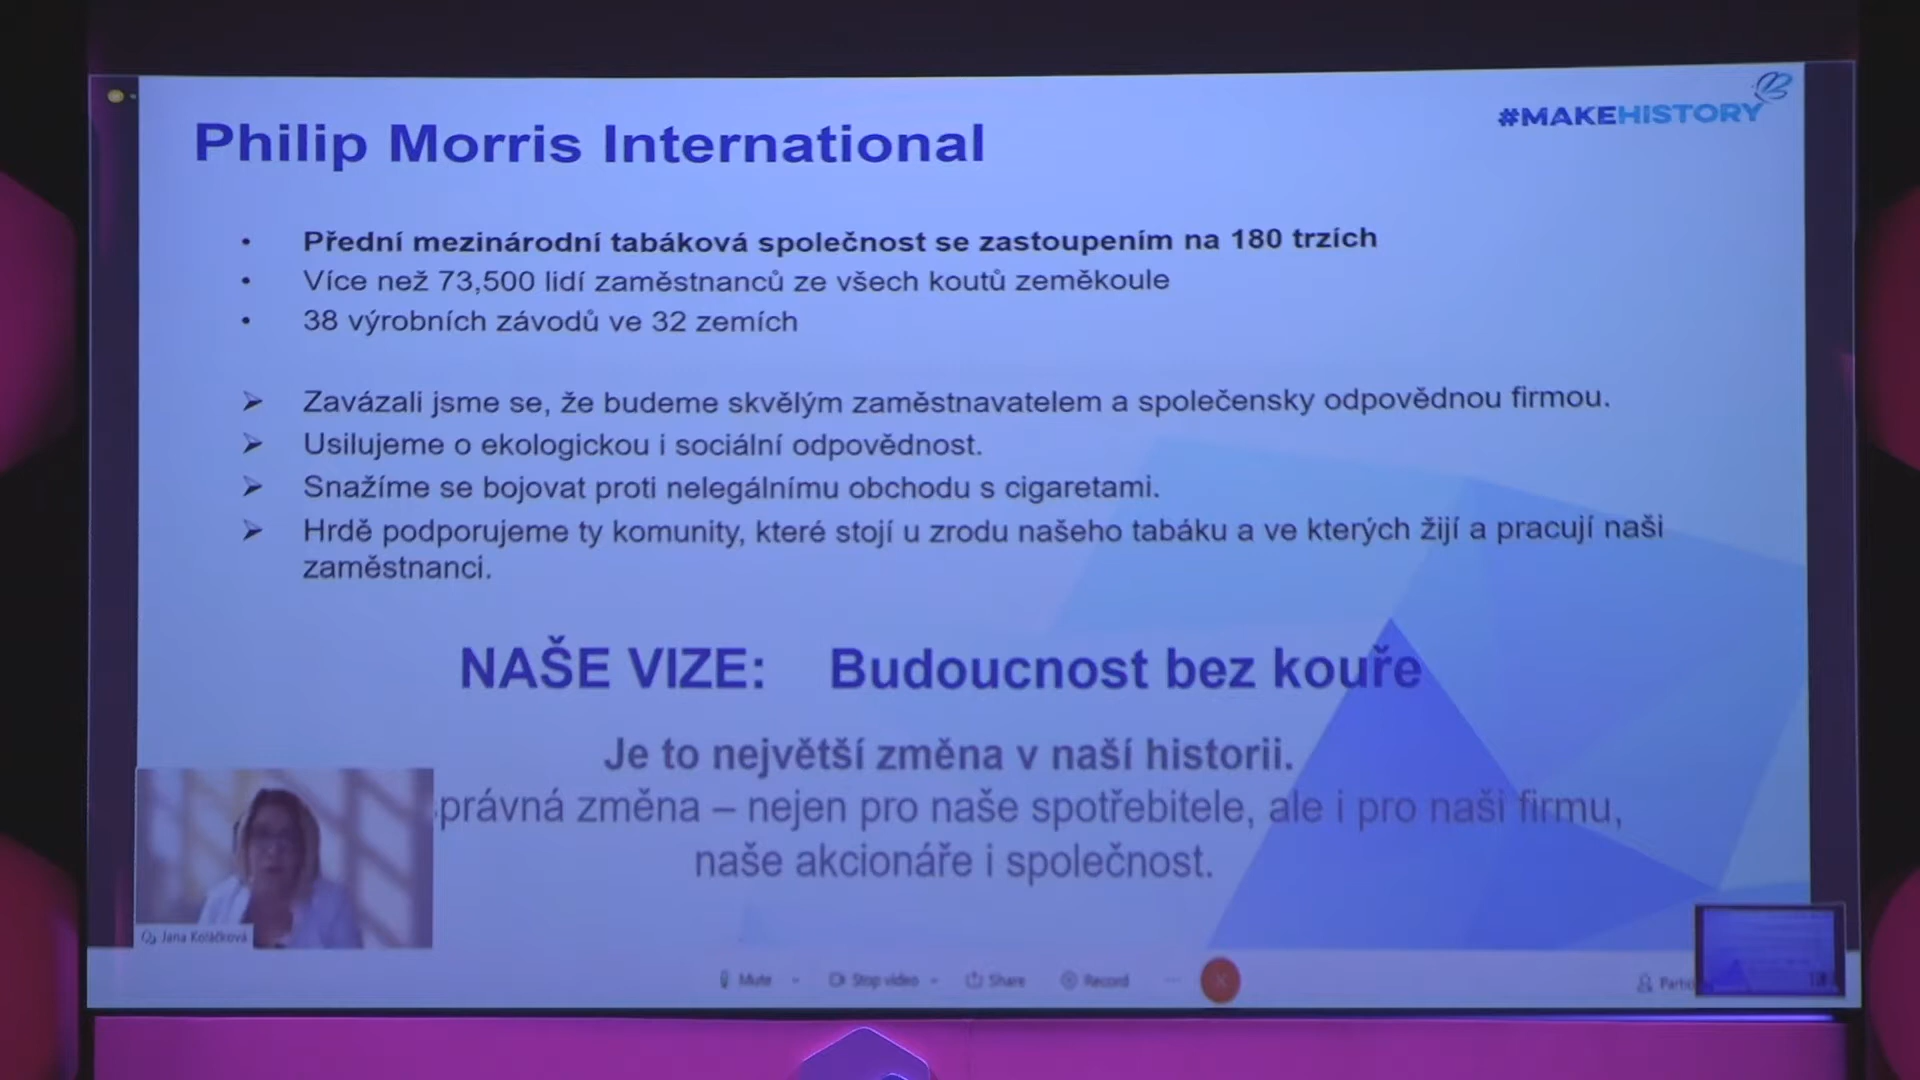 #MAKEHISTORY
Philip Morris International
• Přední mezinárodní tabáková společnost se zastoupením na 180 trzích
• Více než 73,500 lidí zaměstnanců ze všech koutů zeměkoule
• 38 výrobních závodů ve 32 zemích
➢ Zavázali jsme se, že budeme skvělým zaměstnavatelem a společensky odpovědnou firmou.
➢ Usilujeme o ekologickou i sociální odpovědnost.
➢ Snažíme se bojovat proti nelegálnímu obchodu s cigaretami.
➢ Hrdě podporujeme ty komunity, které stojí u zrodu našeho tabáku a ve kterých žijí a pracují naši
zaměstnanci.
NAŠE VIZE: Budoucnost bez kouře
Je to největší změna v naší historii.
právná změna – nejen pro naše spotřebitele, ale i pro naši firmu,
naše akcionáře i společnost.
Jana Koláčková
Mute Stop video Share Record